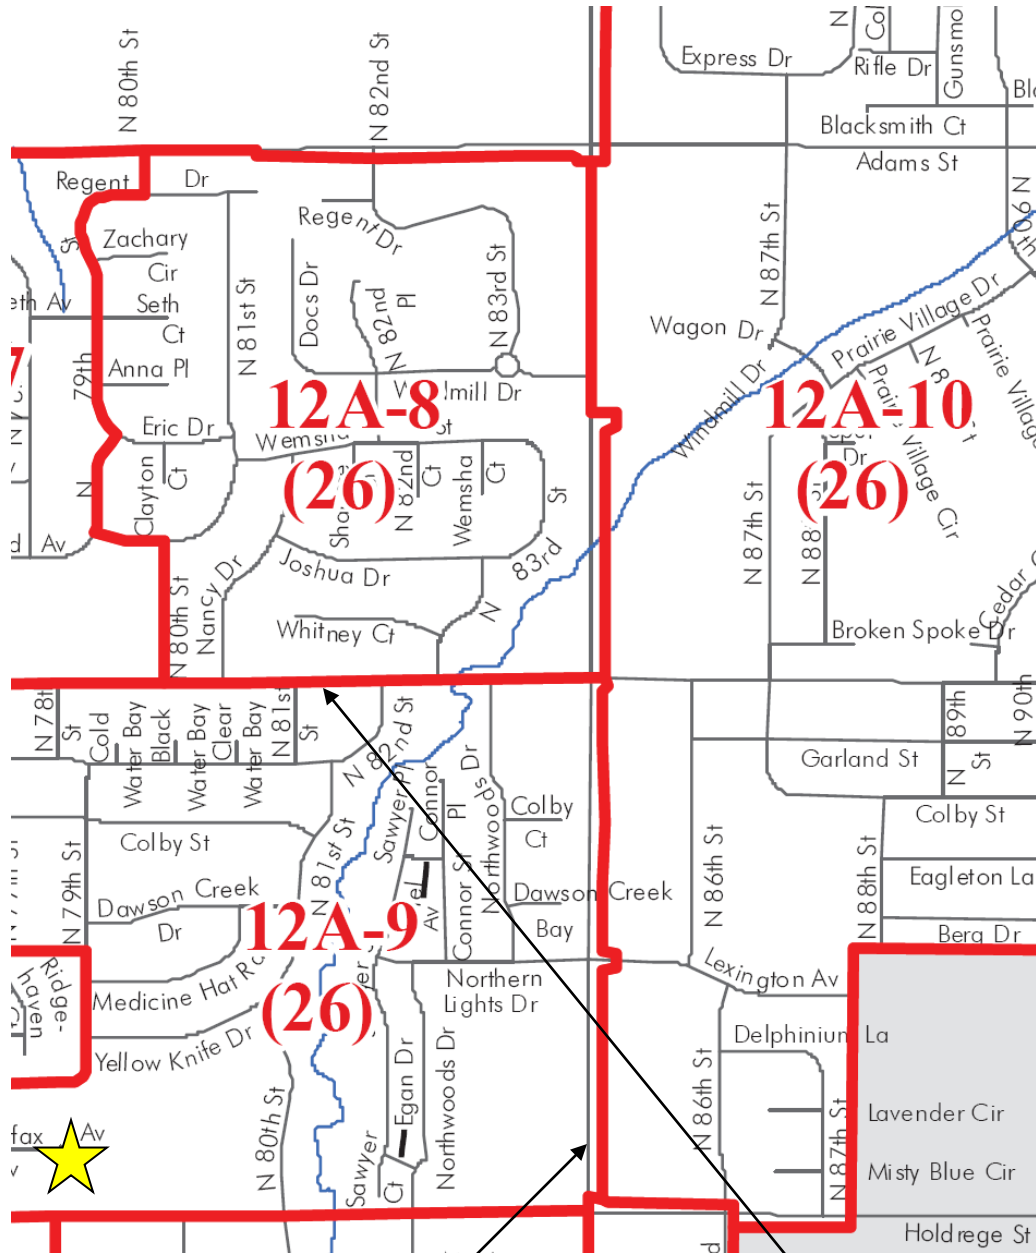 N 80th St
N 82nd St
Express Dr
N
Rifle Dr
Blacksmith Ct
Adams St
Regent Dr
Regent Dr
St
Zachary
Cir
Seth
Ct
Anna Pl
79th
N
Eric Dr
Clayton
Ct
Av
N 81st St
Docs Dr
N 82nd
Pl
N 83rd St
N 87th St
Wagon Dr
Windmill Dr
Prairie Village Dr
12A-8
(26)
12A-10
(26)
St
N 82nd
Ct
Wemsha
Ct
St
Dr
Joshua Dr
83rd
N
Nancy Dr
N 80th St
Whitney Ct
N 87th St
Broken Spoke Dr
St
Cold
Water Bay
Black
Water Bay
Clear
Water Bay
N 81st
St
N 82nd St
Dr
Northwoods
Connor
Pl
Sawyer Pl
Colby
Ct
Garland St
89th
N
St
N 90th
Colby St
Colby St
N 79th St
N 81st St
N 86th St
N 88th St
Eagleton La
Dawson Creek
Dr
Connor St
Av
Dawson Creek
Bay
Berg Dr
12A-9
(26)
Ridge-
haven
Medicine Hat
Yellow Knife Dr
Northern
Lights Dr
Lexington Av
Delphinium La
Egan Dr
Northwoods Dr
N 80th St
N 86th St
N 87th St
Lavender Cir
Misty Blue Cir
Av
Sawyer
Ct
Holdrege St